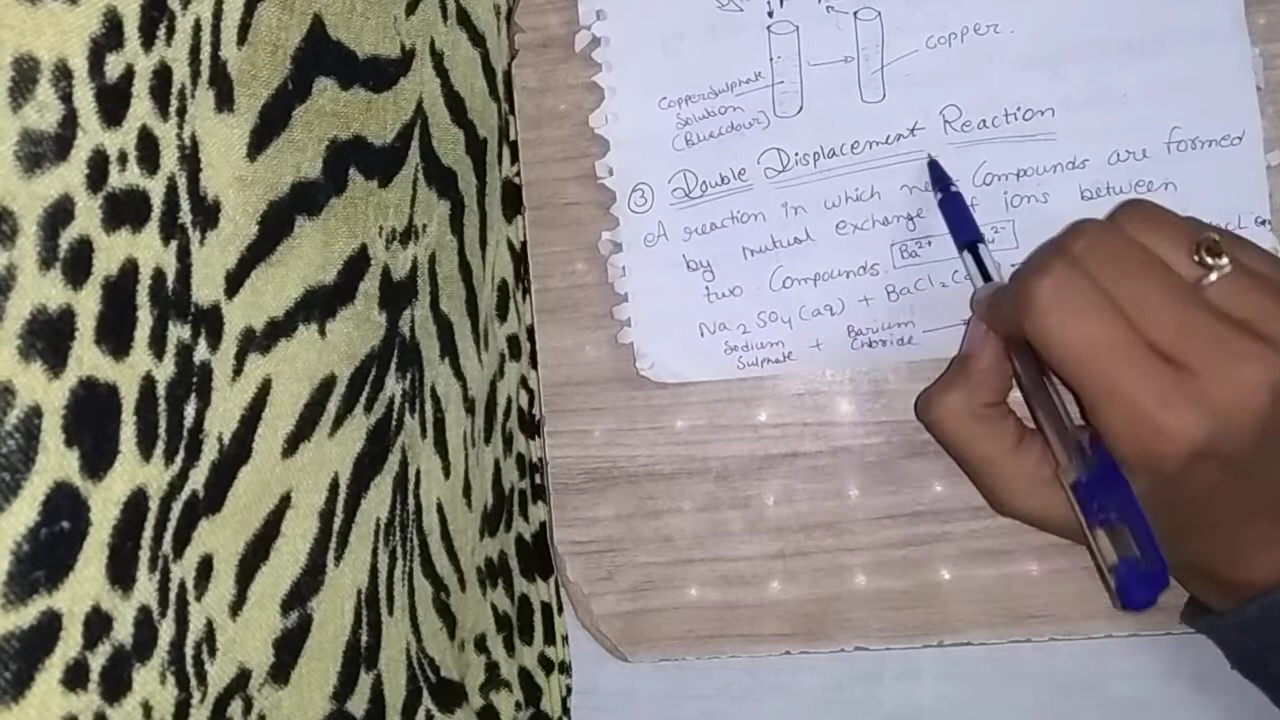 copper.
Coppersulphate
Solution
(Bluecolour)
③ Double Displacement Reaction
A reaction in which Compounds are formed
by mutual exchange of ions between
two Compounds. Ba²⁺
Na₂SO₄(aq) + BaCl₂
Sodium Sulphate + Barium Chloride →